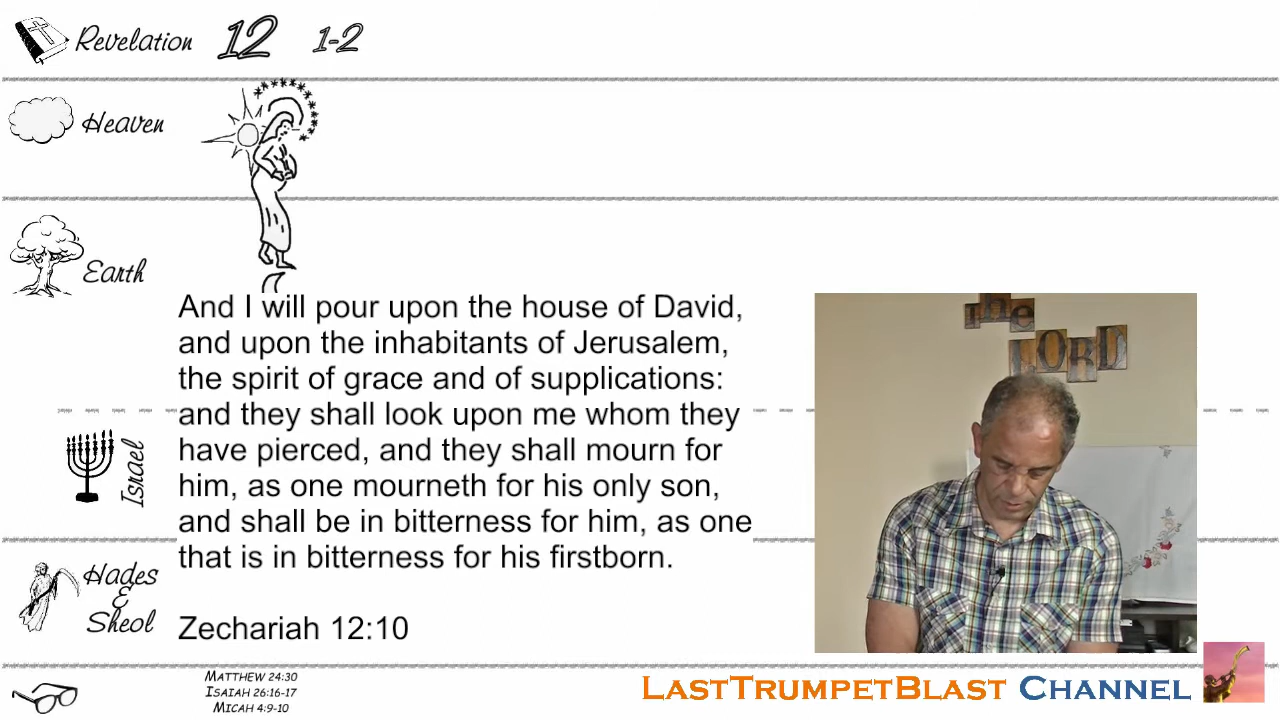 Revelation 12 1-2
Heaven
Earth
And I will pour upon the house of David,
and upon the inhabitants of Jerusalem,
the spirit of grace and of supplications:
and they shall look upon me whom they
have pierced, and they shall mourn for
him, as one mourneth for his only son,
and shall be in bitterness for him, as one
that is in bitterness for his firstborn.
Zechariah 12:10
Israel
Hades
&
Sheol
The
LORD
MATTHEW 24:30
ISAIAH 26:16-17
MICAH 4:9-10
LASTTRUMPETBLAST CHANNEL